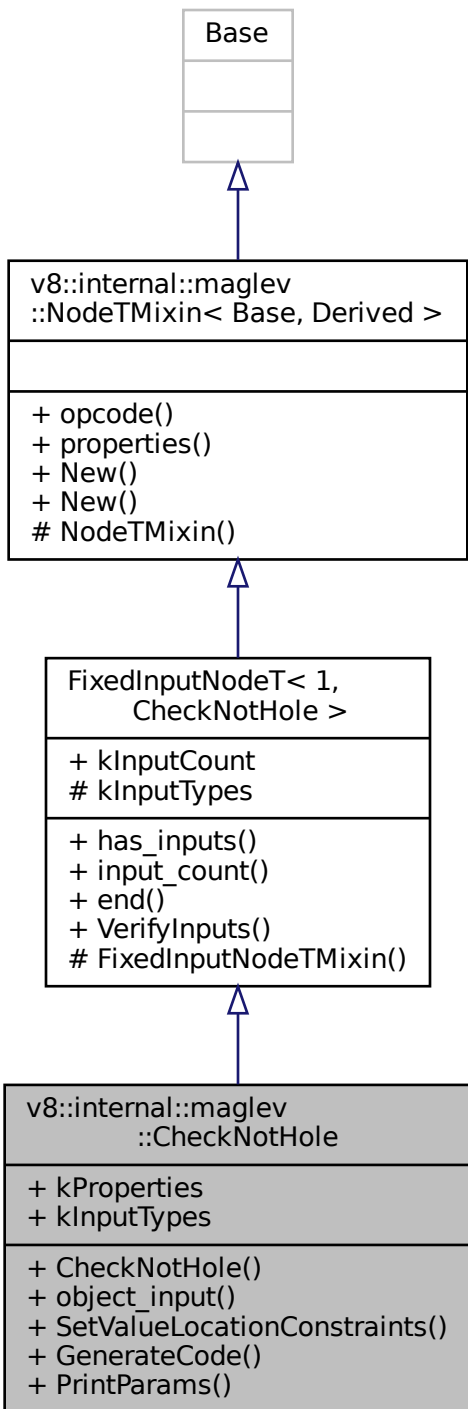 Base
v8::internal::maglev
::NodeTMixin< Base, Derived >
+ opcode()
+ properties()
+ New()
+ New()
# NodeTMixin()
FixedInputNodeT< 1,
CheckNotHole >
+ kInputCount
# kInputTypes
+ has_inputs()
+ input_count()
+ end()
+ VerifyInputs()
# FixedInputNodeTMixin()
v8::internal::maglev
::CheckNotHole
+ kProperties
+ kInputTypes
+ CheckNotHole()
+ object_input()
+ SetValueLocationConstraints()
+ GenerateCode()
+ PrintParams()